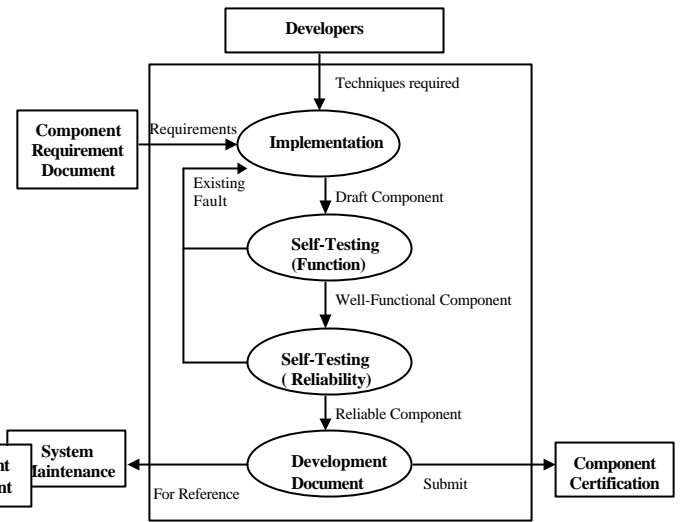 Developers
Techniques required
Component
Requirement
Document
Requirements
Implementation
Existing
Fault
Draft Component
Self-Testing
(Function)
Well-Functional Component
Self-Testing
( Reliability)
Reliable Component
System
Development
Document
For Reference
Submit
Component
Certification